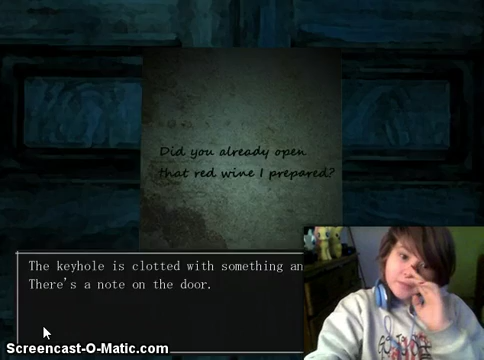 Did you already open
that red wine I prepared?
The keyhole is clotted with something an
There's a note on the door.
Screencast-O-Matic.com